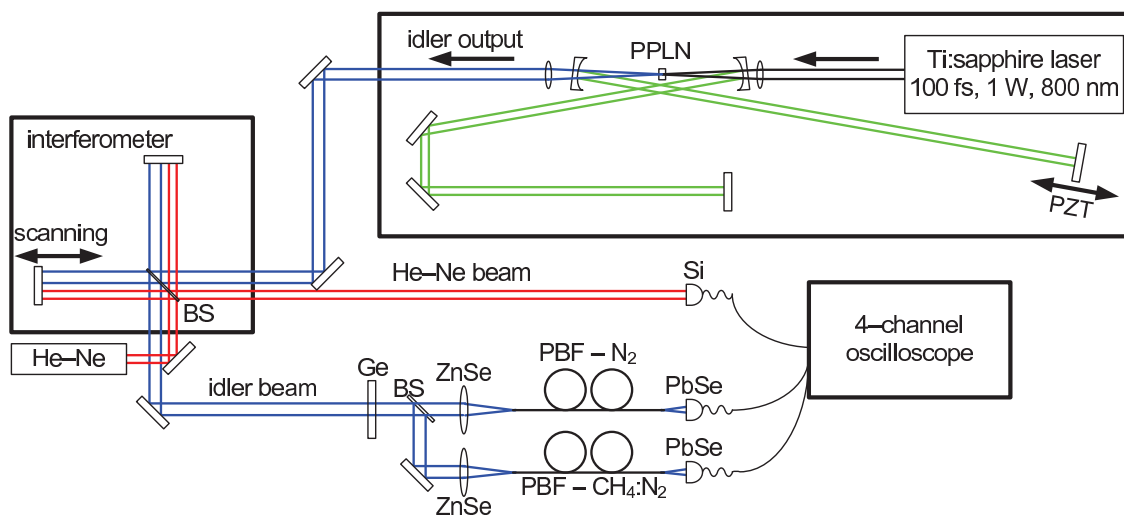 idler output
PPLN
Ti:sapphire laser
100 fs, 1 W, 800 nm
PZT
interferometer
scanning
BS
He–Ne beam
Si
He–Ne
4–channel
oscilloscope
idler beam
Ge
BS
ZnSe
PBF – N₂
PbSe
ZnSe
PBF – CH₄:N₂
PbSe